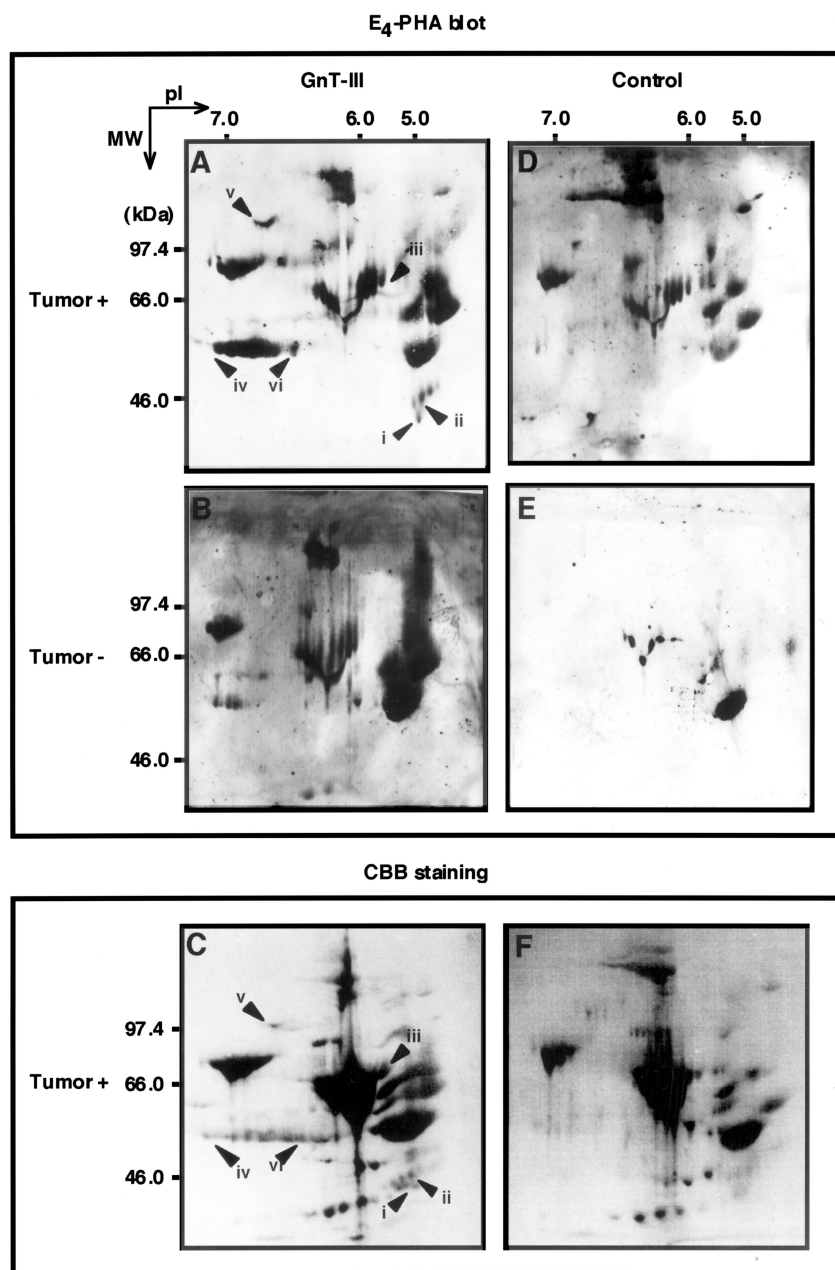 E4-PHA blot
GnT-III Control
pI
7.0 6.0 5.0 7.0 6.0 5.0
MW
A D
(kDa)
v
97.4
iii
Tumor + 66.0
iv vi
46.0
i ii
B E
97.4
Tumor - 66.0
46.0
CBB staining
C F
v
97.4
iii
Tumor + 66.0
iv vi
46.0
i ii